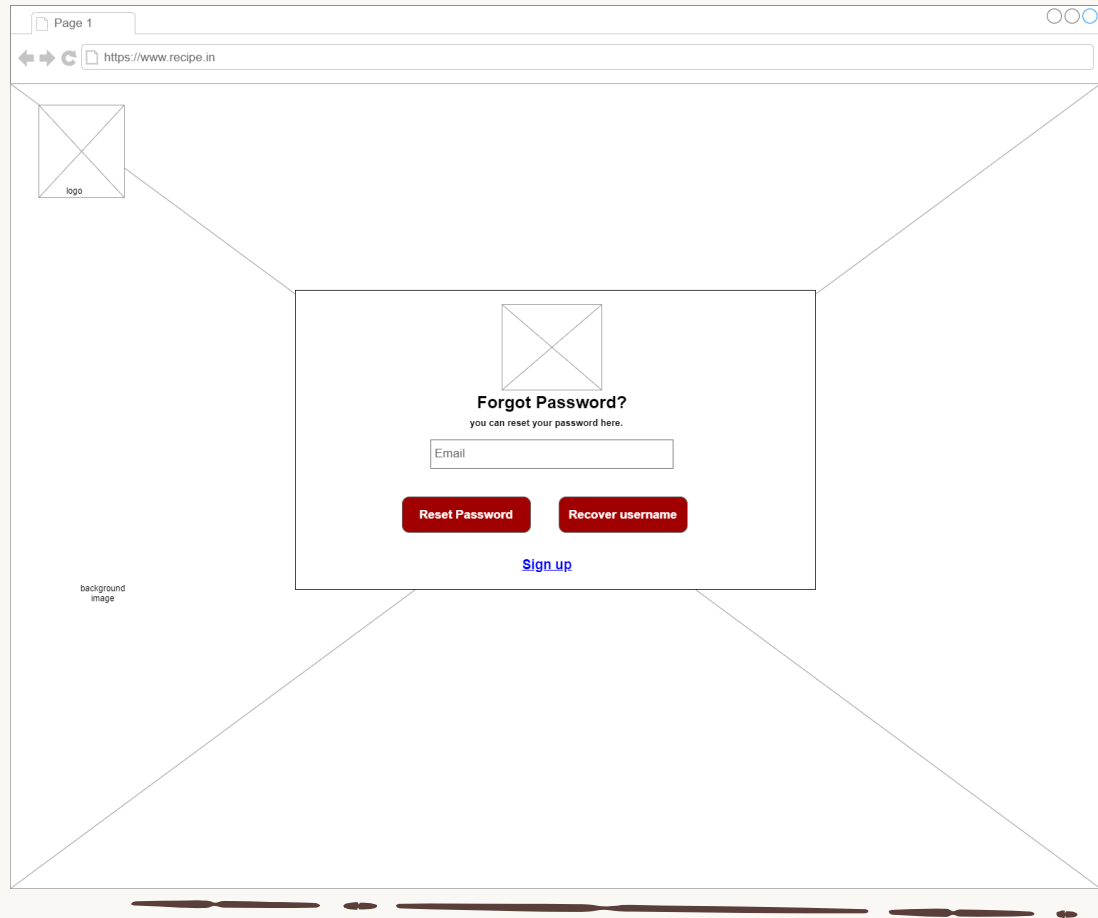 Page 1
https://www.recipe.in
logo
Forgot Password?
you can reset your password here.
Email
Reset Password
Recover username
Sign up
background
image